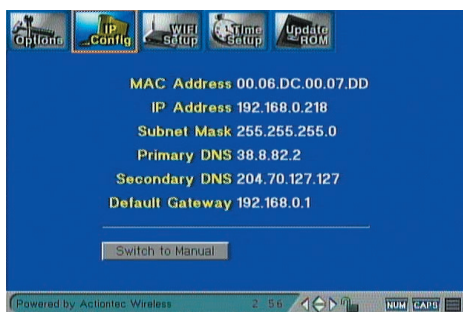 Options
IP Config
WIFI Setup
Time Setup
Update ROM
MAC Address 00.06.DC.00.07.DD
IP Address 192.168.0.218
Subnet Mask 255.255.255.0
Primary DNS 38.8.82.2
Secondary DNS 204.70.127.127
Default Gateway 192.168.0.1
Switch to Manual
Powered by Actiontec Wireless 2 56 NUM CAPS